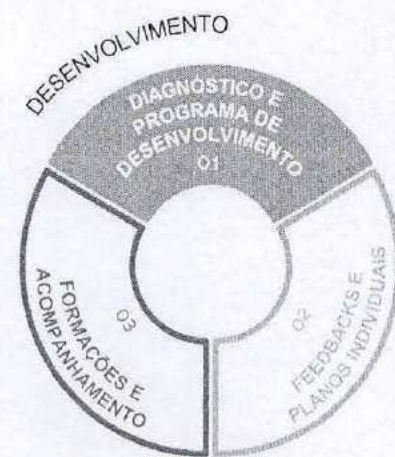 DESENVOLVIMENTO
DIAGNÓSTICO E
PROGRAMA DE
DESENVOLVIMENTO
01
FEEDBACKS E
PLANOS INDIVIDUAIS
02
FORMAÇÕES E
ACOMPANHAMENTO
03